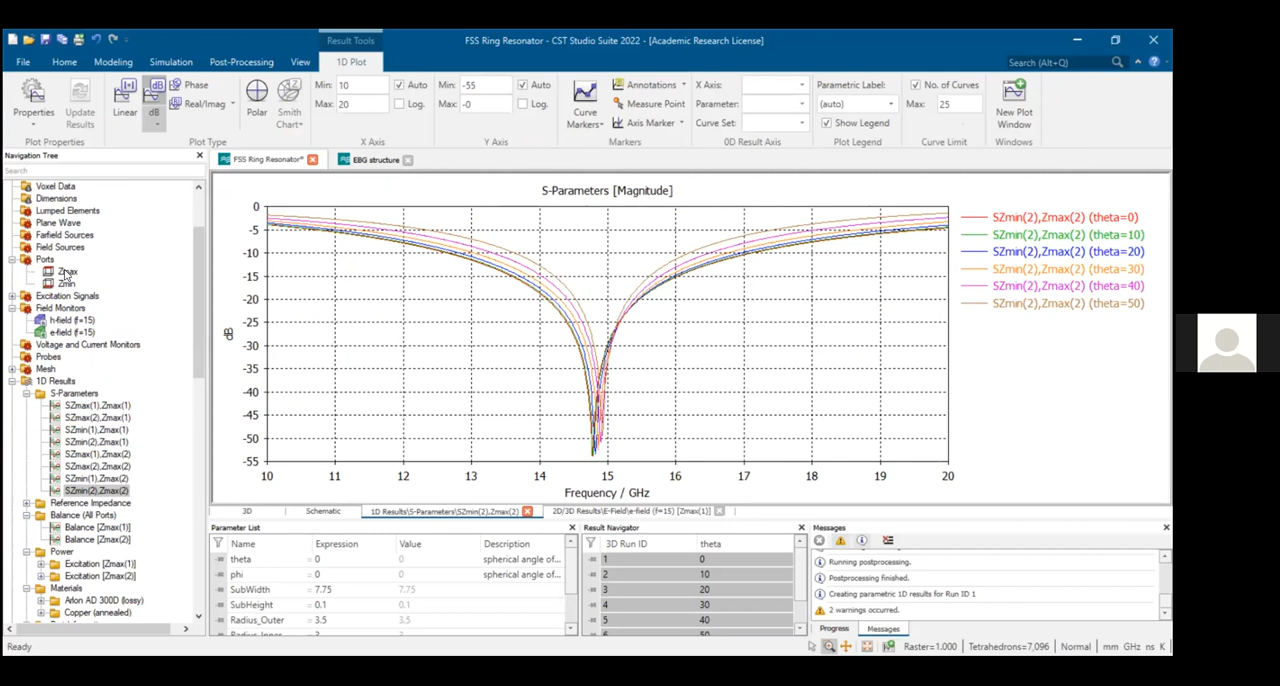 Result Tools
FSS Ring Resonator - CST Studio Suite 2022 - [Academic Research License]
File Home Modeling Simulation Post-Processing View 1D Plot Search (Alt+Q)
Properties Update Results Linear dB Phase Real/Imag Polar Smith Chart
Min: 10 Auto Min: -55 Auto
Max: 20 Log. Max: -0 Log.
Curve Markers Annotations Measure Point Axis Marker
X Axis: Parameter: Curve Set:
Parametric Label: (auto) Show Legend
No. of Curves Max: 25 New Plot Window
Plot Properties Plot Type X Axis Y Axis Markers 0D Result Axis Plot Legend Curve Limit Windows
Navigation Tree
Search
FSS Ring Resonator* EBG structure
Voxel Data
Dimensions
Lumped Elements
Plane Wave
Farfield Sources
Field Sources
Ports
Zmax
Zmin
Excitation Signals
Field Monitors
h-field (f=15)
e-field (f=15)
Voltage and Current Monitors
Probes
Mesh
1D Results
S-Parameters
SZmax(1),Zmax(1)
SZmax(2),Zmax(1)
SZmin(1),Zmax(1)
SZmin(2),Zmax(1)
SZmax(1),Zmax(2)
SZmax(2),Zmax(2)
SZmin(1),Zmax(2)
SZmin(2),Zmax(2)
Reference Impedance
Balance (All Ports)
Balance [Zmax(1)]
Balance [Zmax(2)]
Power
Excitation [Zmax(1)]
Excitation [Zmax(2)]
Materials
Arlon AD 300D (lossy)
Copper (annealed)
S-Parameters [Magnitude]
0
-5
-10
-15
-20
-25
-30
-35
-40
-45
-50
-55
dB
10 11 12 13 14 15 16 17 18 19 20
Frequency / GHz
SZmin(2),Zmax(2) (theta=0)
SZmin(2),Zmax(2) (theta=10)
SZmin(2),Zmax(2) (theta=20)
SZmin(2),Zmax(2) (theta=30)
SZmin(2),Zmax(2) (theta=40)
SZmin(2),Zmax(2) (theta=50)
3D Schematic 1D Results\S-Parameters\SZmin(2),Zmax(2) 2D/3D Results\E-Field\e-field (f=15) [Zmax(1)]
Parameter List
Name Expression Value Description
theta = 0 0 spherical angle of...
phi = 0 0 spherical angle of...
SubWidth = 7.75 7.75
SubHeight = 0.1 0.1
Radius_Outer = 3.5 3.5
Result Navigator
3D Run ID theta
1 0
2 10
3 20
4 30
5 40
6 50
Messages
Running postprocessing.
Postprocessing finished.
Creating parametric 1D results for Run ID 1
2 warnings occurred.
Progress Messages
Ready Raster=1.000 Tetrahedrons=7,096 Normal mm GHz ns K